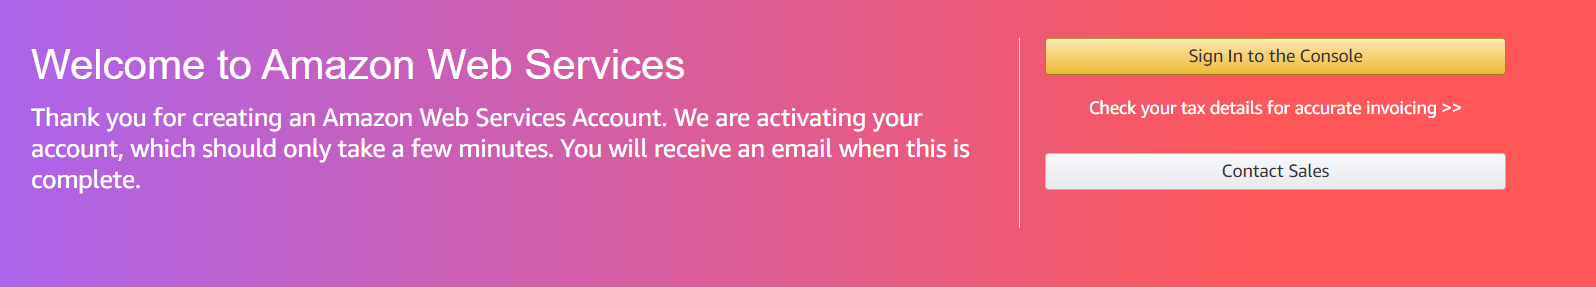 Welcome to Amazon Web Services
Thank you for creating an Amazon Web Services Account. We are activating your
account, which should only take a few minutes. You will receive an email when this is
complete.
Sign In to the Console
Check your tax details for accurate invoicing >>
Contact Sales